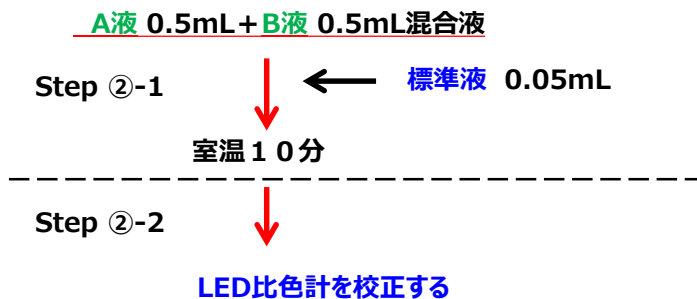 A液 0.5mL+B液 0.5mL混合液
Step ②-1
標準液 0.05mL
室温１０分
Step ②-2
LED比色計を校正する